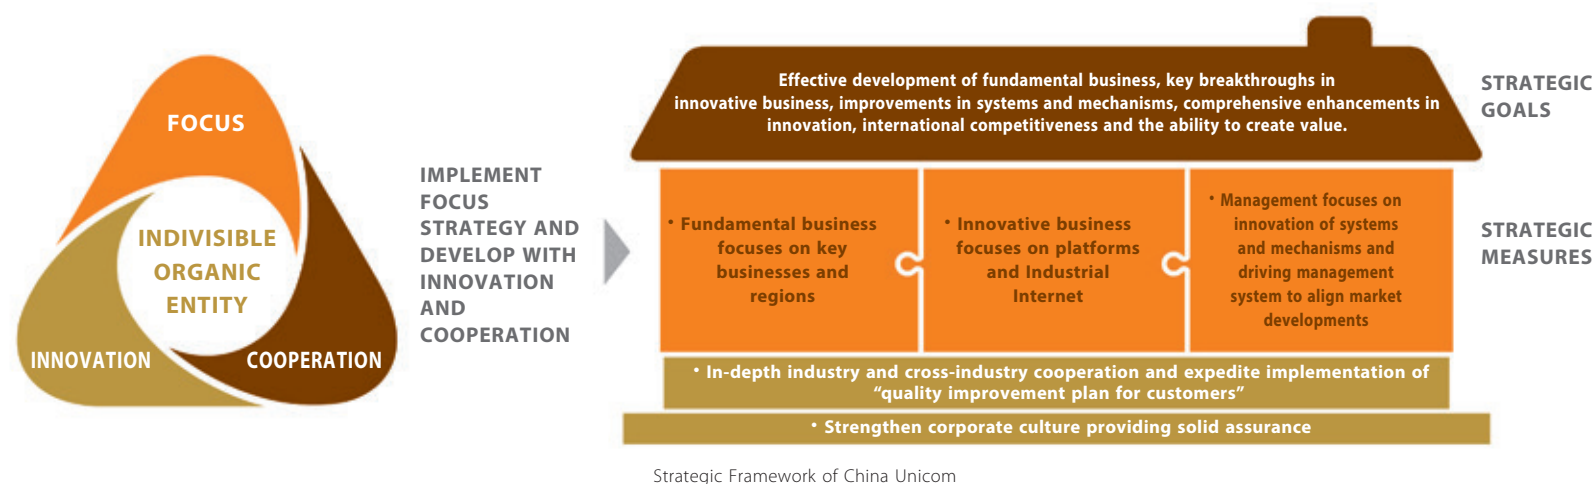 FOCUS
INDIVISIBLE
ORGANIC
ENTITY
INNOVATION
COOPERATION
IMPLEMENT
FOCUS
STRATEGY AND
DEVELOP WITH
INNOVATION
AND
COOPERATION
Effective development of fundamental business, key breakthroughs in
innovative business, improvements in systems and mechanisms, comprehensive enhancements in
innovation, international competitiveness and the ability to create value.
STRATEGIC
GOALS
• Fundamental business
focuses on key
businesses and
regions
• Innovative business
focuses on platforms
and Industrial
Internet
• Management focuses on
innovation of systems
and mechanisms and
driving management
system to align market
developments
STRATEGIC
MEASURES
• In-depth industry and cross-industry cooperation and expedite implementation of
“quality improvement plan for customers”
• Strengthen corporate culture providing solid assurance
Strategic Framework of China Unicom